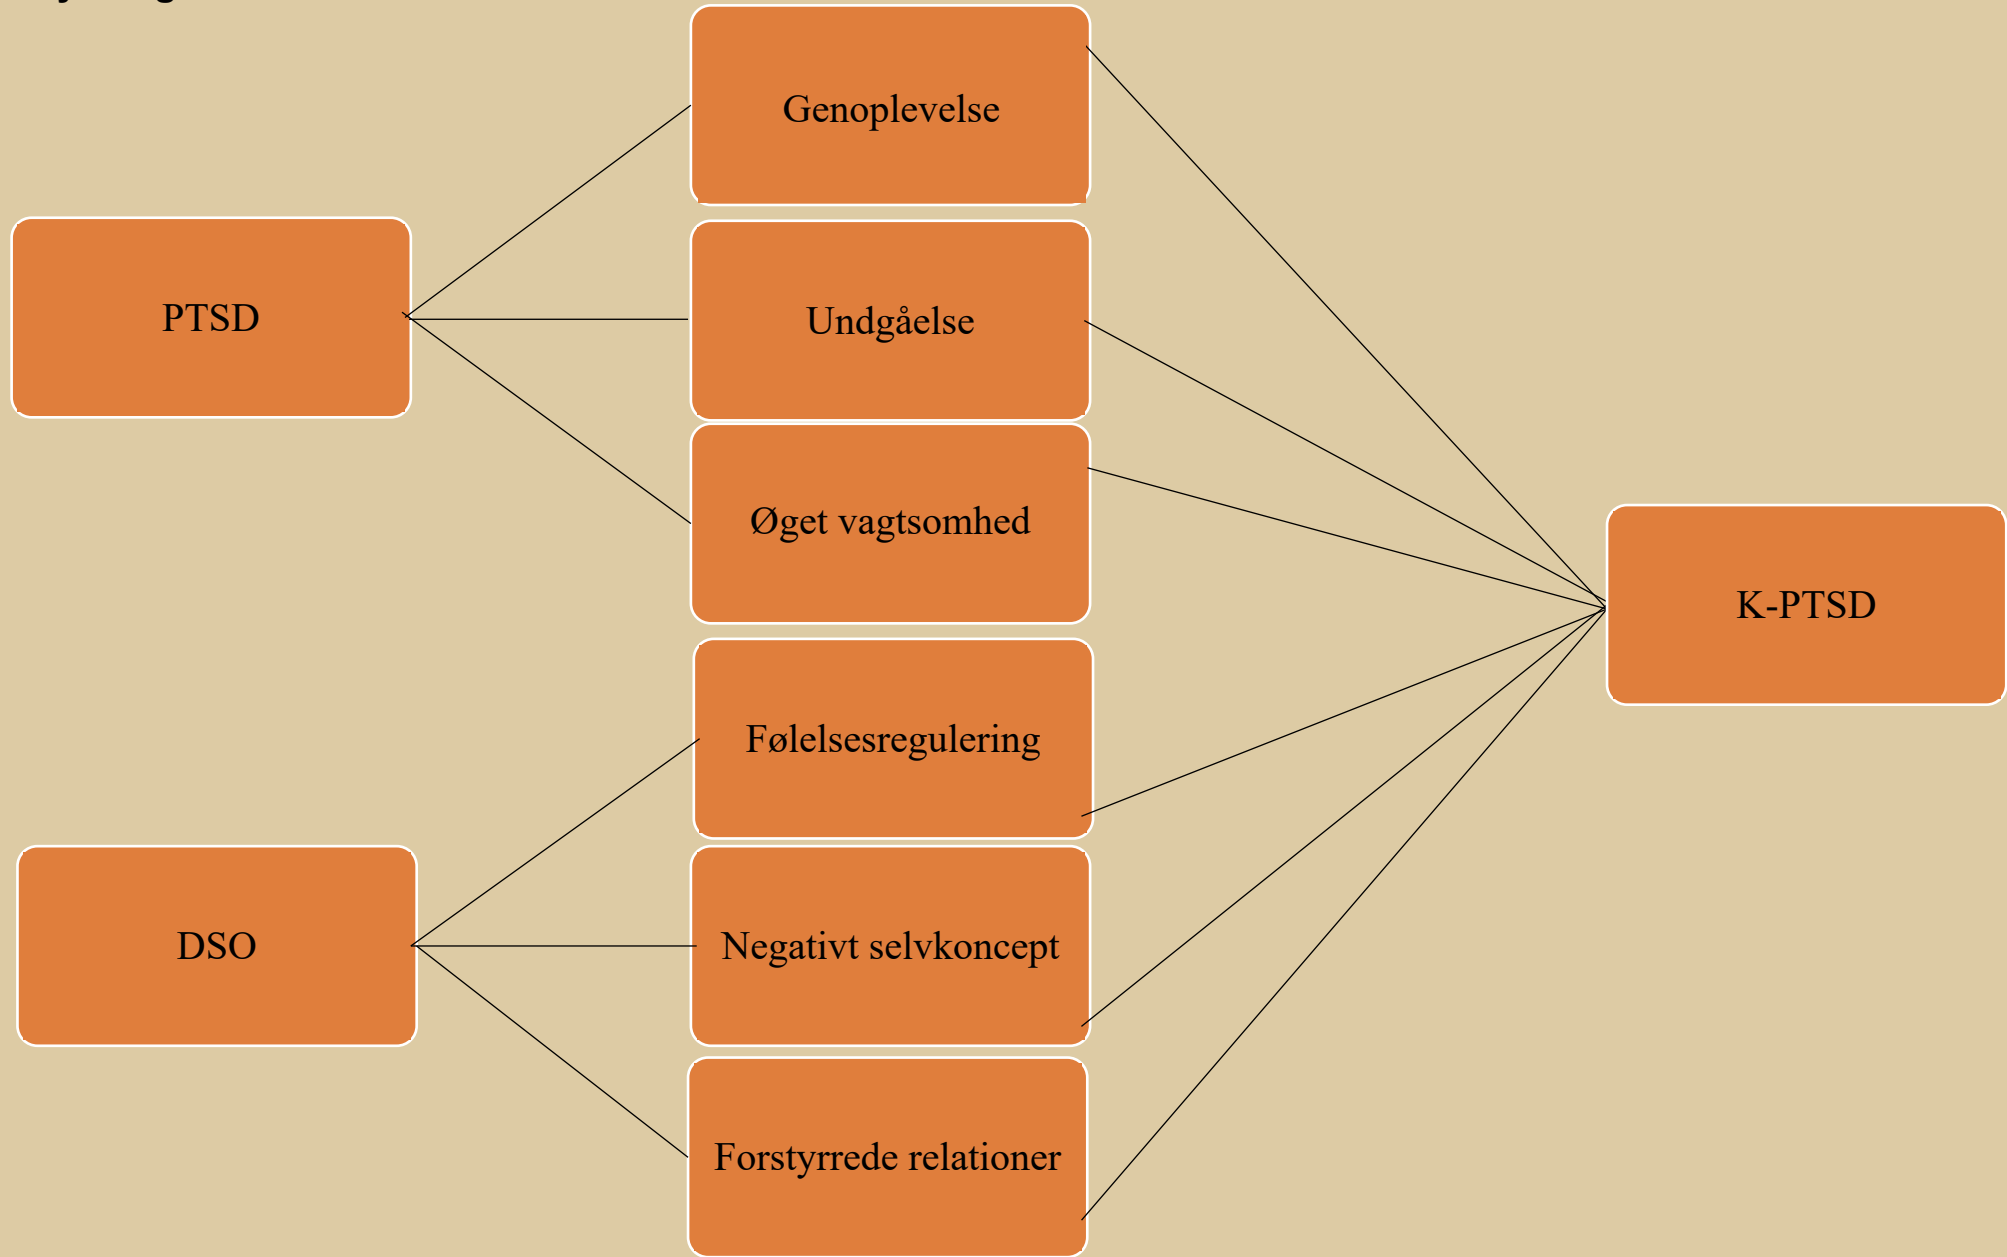 Genoplevelse
PTSD
Undgåelse
Øget vagtsomhed
K-PTSD
Følelsesregulering
DSO
Negativt selvkoncept
Forstyrrede relationer